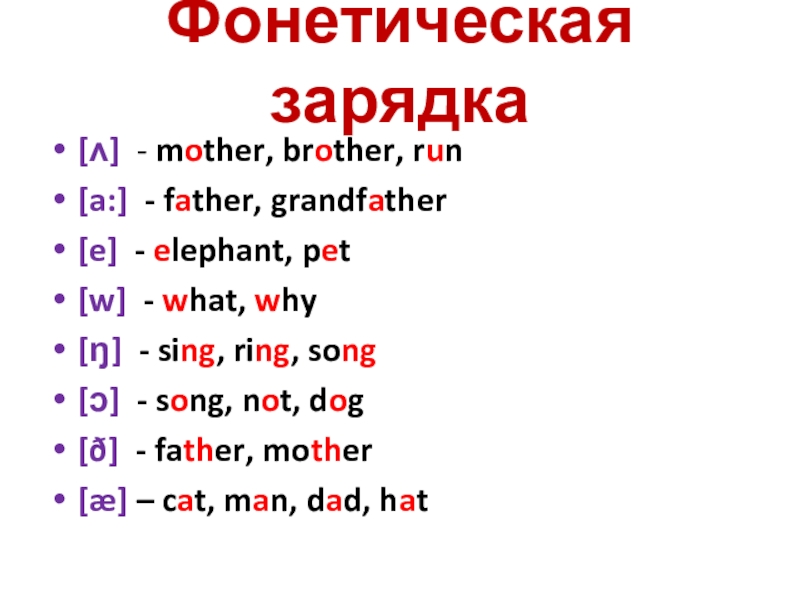 Фонетическая
зарядка
• [ʌ] - mother, brother, run
• [a:] - father, grandfather
• [e] - elephant, pet
• [w] - what, why
• [ŋ] - sing, ring, song
• [ɔ] - song, not, dog
• [ð] - father, mother
• [æ] – cat, man, dad, hat